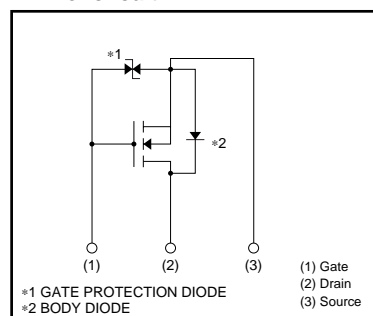 ∗1
∗2
(1)
(2)
(3)
(1) Gate
(2) Drain
(3) Source
∗1 GATE PROTECTION DIODE
∗2 BODY DIODE